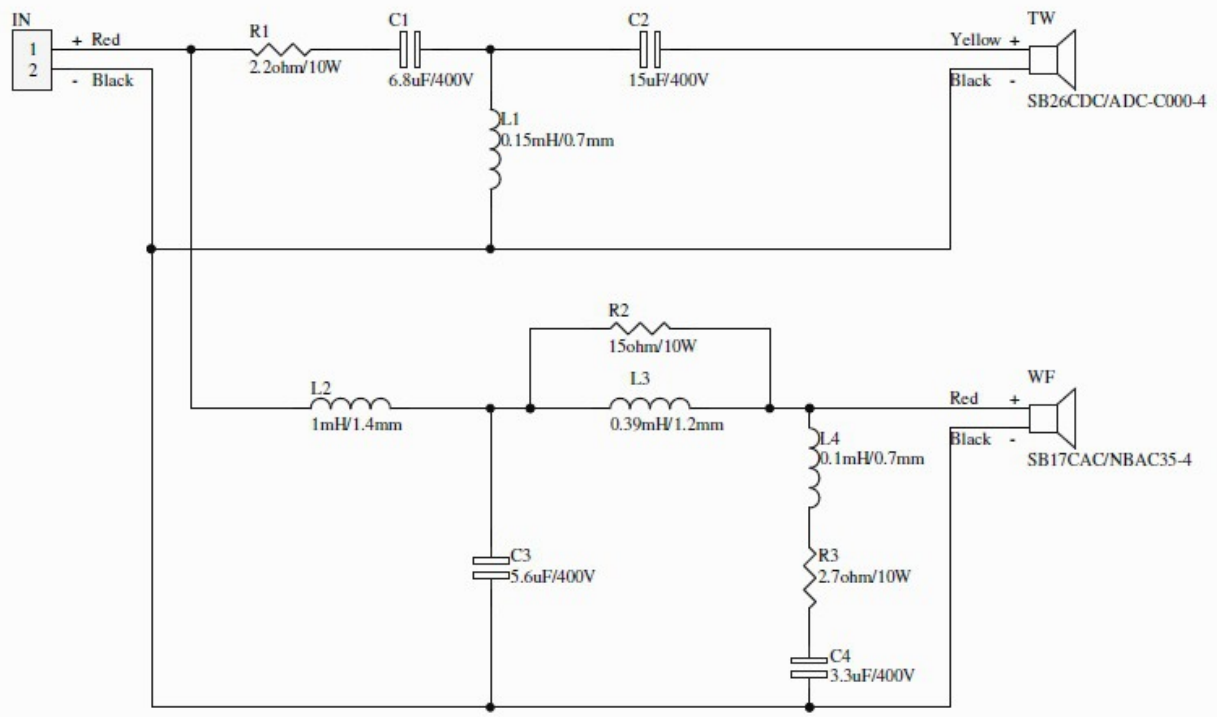 IN
1
2
+ Red
- Black
R1
2.2ohm/10W
C1
6.8uF/400V
C2
15uF/400V
TW
Yellow +
Black -
SB26CDC/ADC-C000-4
L1
0.15mH/0.7mm
R2
15ohm/10W
L2
1mH/1.4mm
L3
0.39mH/1.2mm
WF
Red +
Black -
SB17CAC/NBAC35-4
L4
0.1mH/0.7mm
C3
5.6uF/400V
R3
2.7ohm/10W
C4
3.3uF/400V